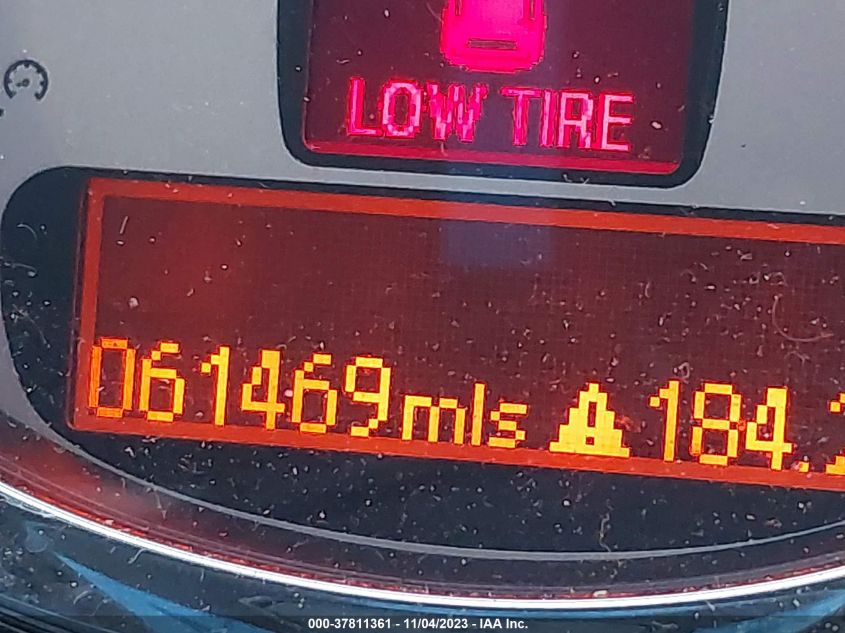 LOW TIRE
061469mls 184.
000-37811361 - 11/04/2023 - IAA Inc.